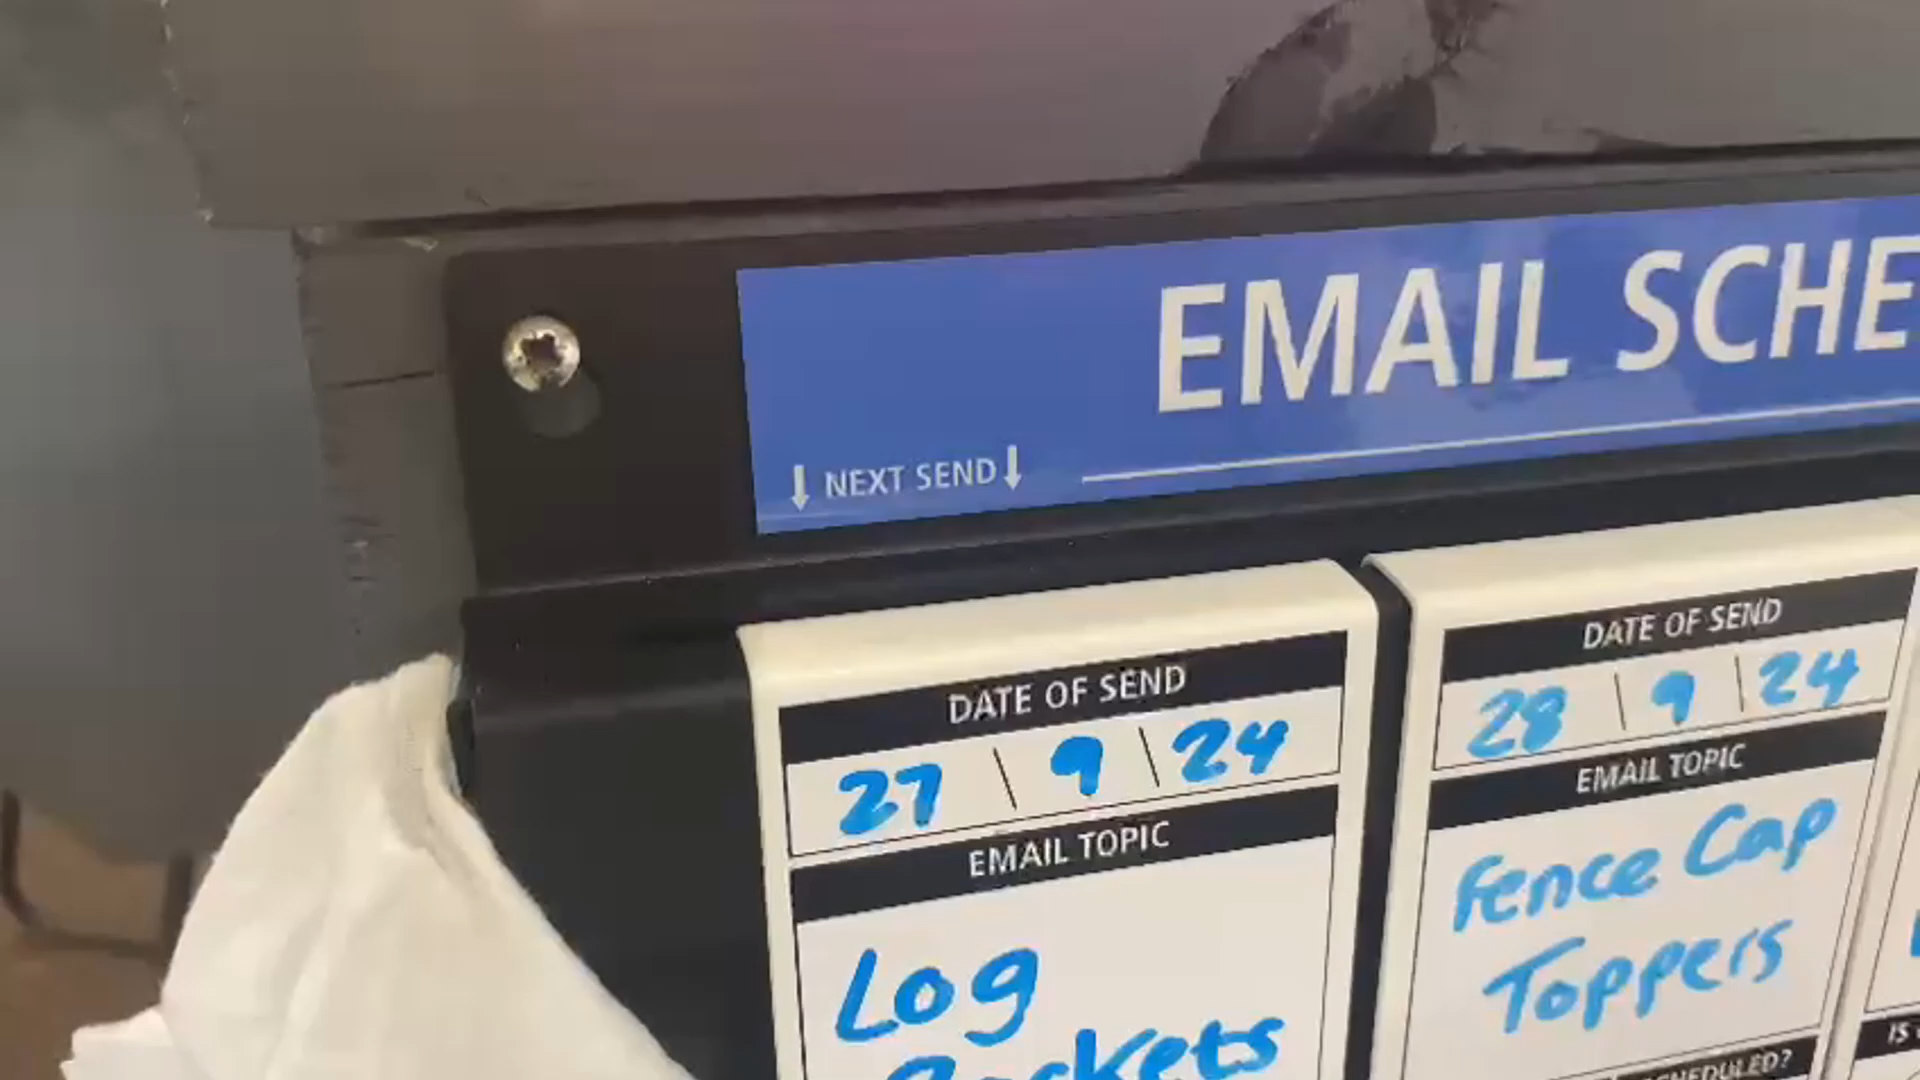 EMAIL SCHE
↓ NEXT SEND ↓
DATE OF SEND
27 \ 9 \ 24
EMAIL TOPIC
Log
DATE OF SEND
28 \ 9 \ 24
EMAIL TOPIC
Fence Cap
Toppers